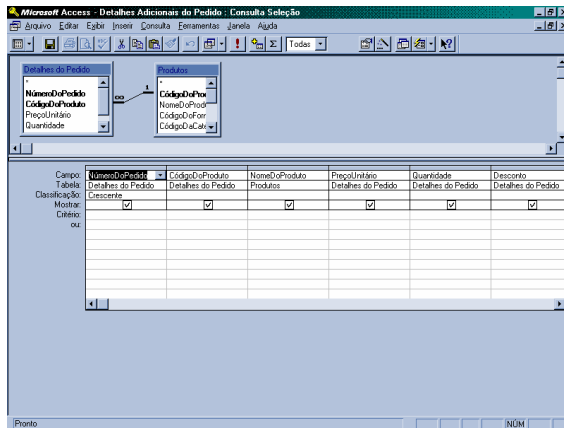 Microsoft Access - Detalhes Adicionais do Pedido : Consulta Seleção
Arquivo Editar Exibir Inserir Consulta Ferramentas Janela Ajuda
Σ Todas
Detalhes do Pedido Produtos
* *
NúmeroDoPedido CódigoDoPro
CódigoDoProduto NomeDoProdu
PreçoUnitário CódigoDoForr
Quantidade CódigoDaCate
∞ 1
Campo: NúmeroDoPedido CódigoDoProduto NomeDoProduto PreçoUnitário Quantidade Desconto
Tabela: Detalhes do Pedido Detalhes do Pedido Produtos Detalhes do Pedido Detalhes do Pedido Detalhes do Pedido
Classificação: Crescente
Mostrar:
Critério:
ou:
Pronto NÚM